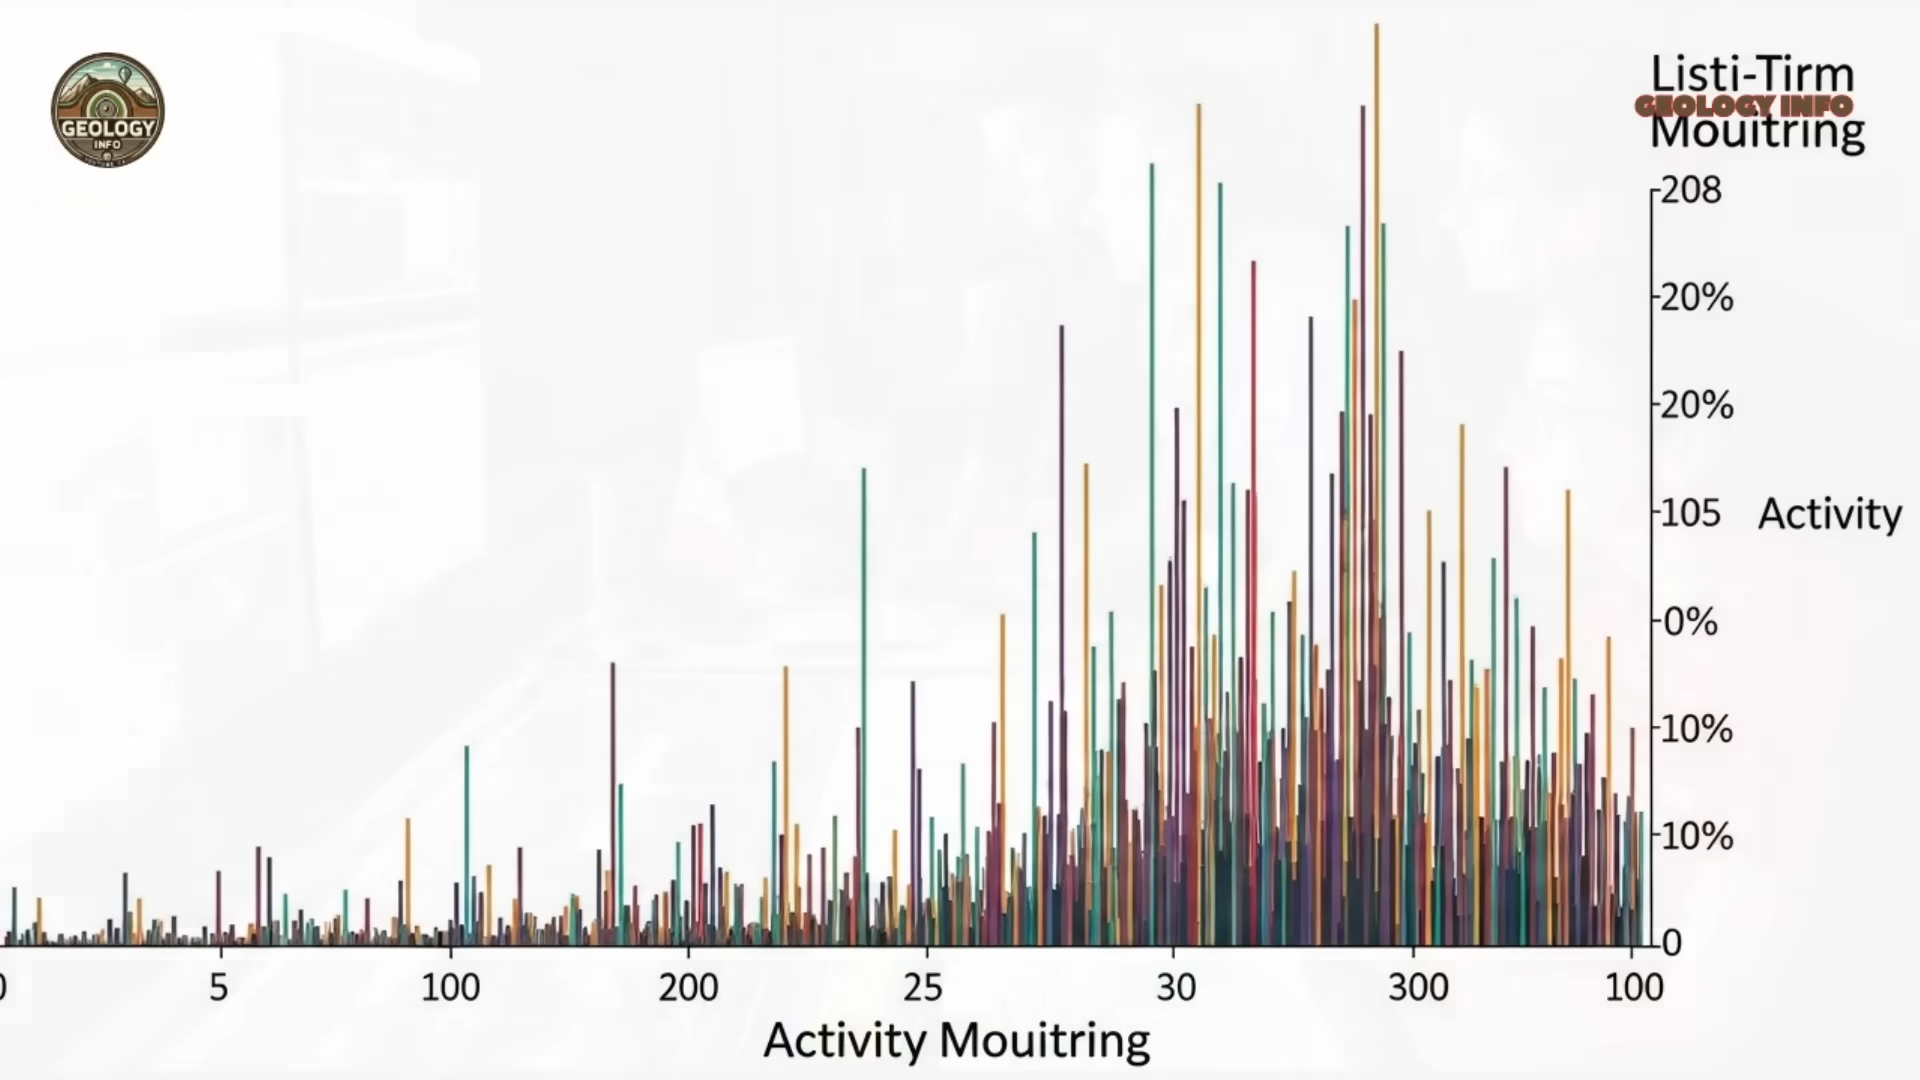 GEOLOGY
INFO
Listi-Tirm
GEOLOGY INFO
Mouitring
208
20%
20%
105
Activity
0%
10%
10%
0
0
5
100
200
25
30
300
100
Activity Mouitring